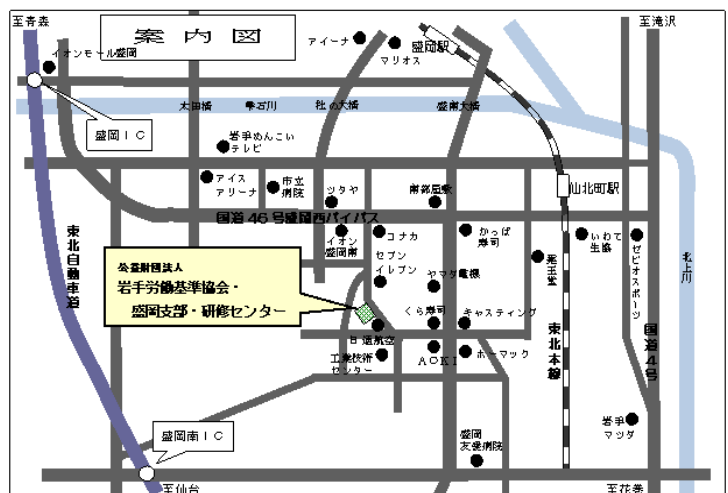 至青森
案内図
至滝沢
イオンモール盛岡
アイーナ
マリオス
盛岡駅
盛岡ＩＣ
太田橋
雫石川
杜の大橋
盛南大橋
岩手めんこい
テレビ
アイス
アリーナ
市立
病院
ツタヤ
南部屋敷
仙北町駅
国道46号盛岡西バイパス
イオン
盛岡南
コナカ
かっぱ
寿司
いわて
生協
ゼビオスポーツ
北上川
東北自動車道
セブン
イレブン
ヤマダ電機
薬王堂
公益財団法人
岩手労働基準協会・
盛岡支部・研修センター
くら寿司
キャスティング
日通航空
工業技術
センター
AOKI
ホーマック
東北本線
国道4号
盛岡南ＩＣ
盛岡
友愛病院
岩手
マツダ
至仙台
至花巻